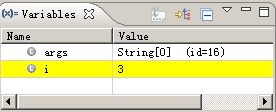 (x)= Variables
Name Value
args String[0] (id=16)
i 3